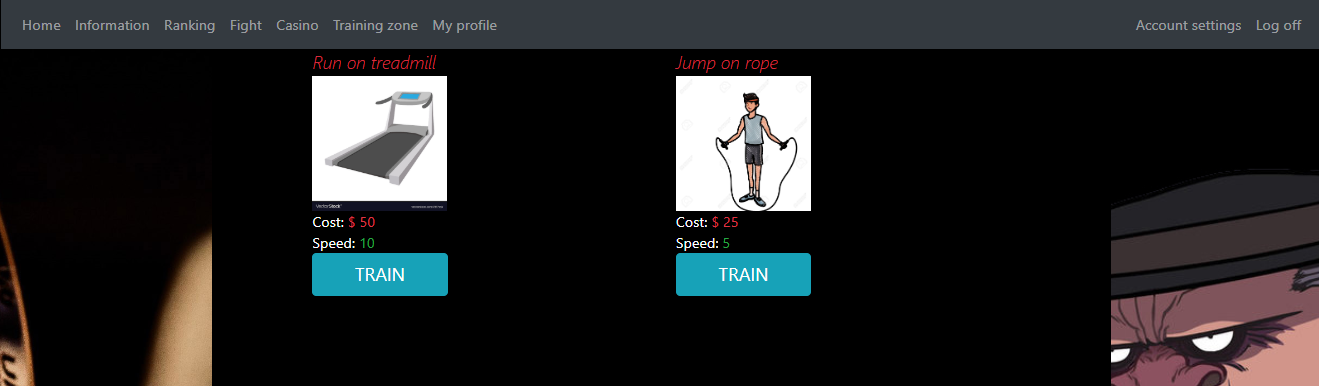 Home Information Ranking Fight Casino Training zone My profile Account settings Log off
Run on treadmill
VectorStock
Cost: $ 50
Speed: 10
TRAIN
Jump on rope
Cost: $ 25
Speed: 5
TRAIN